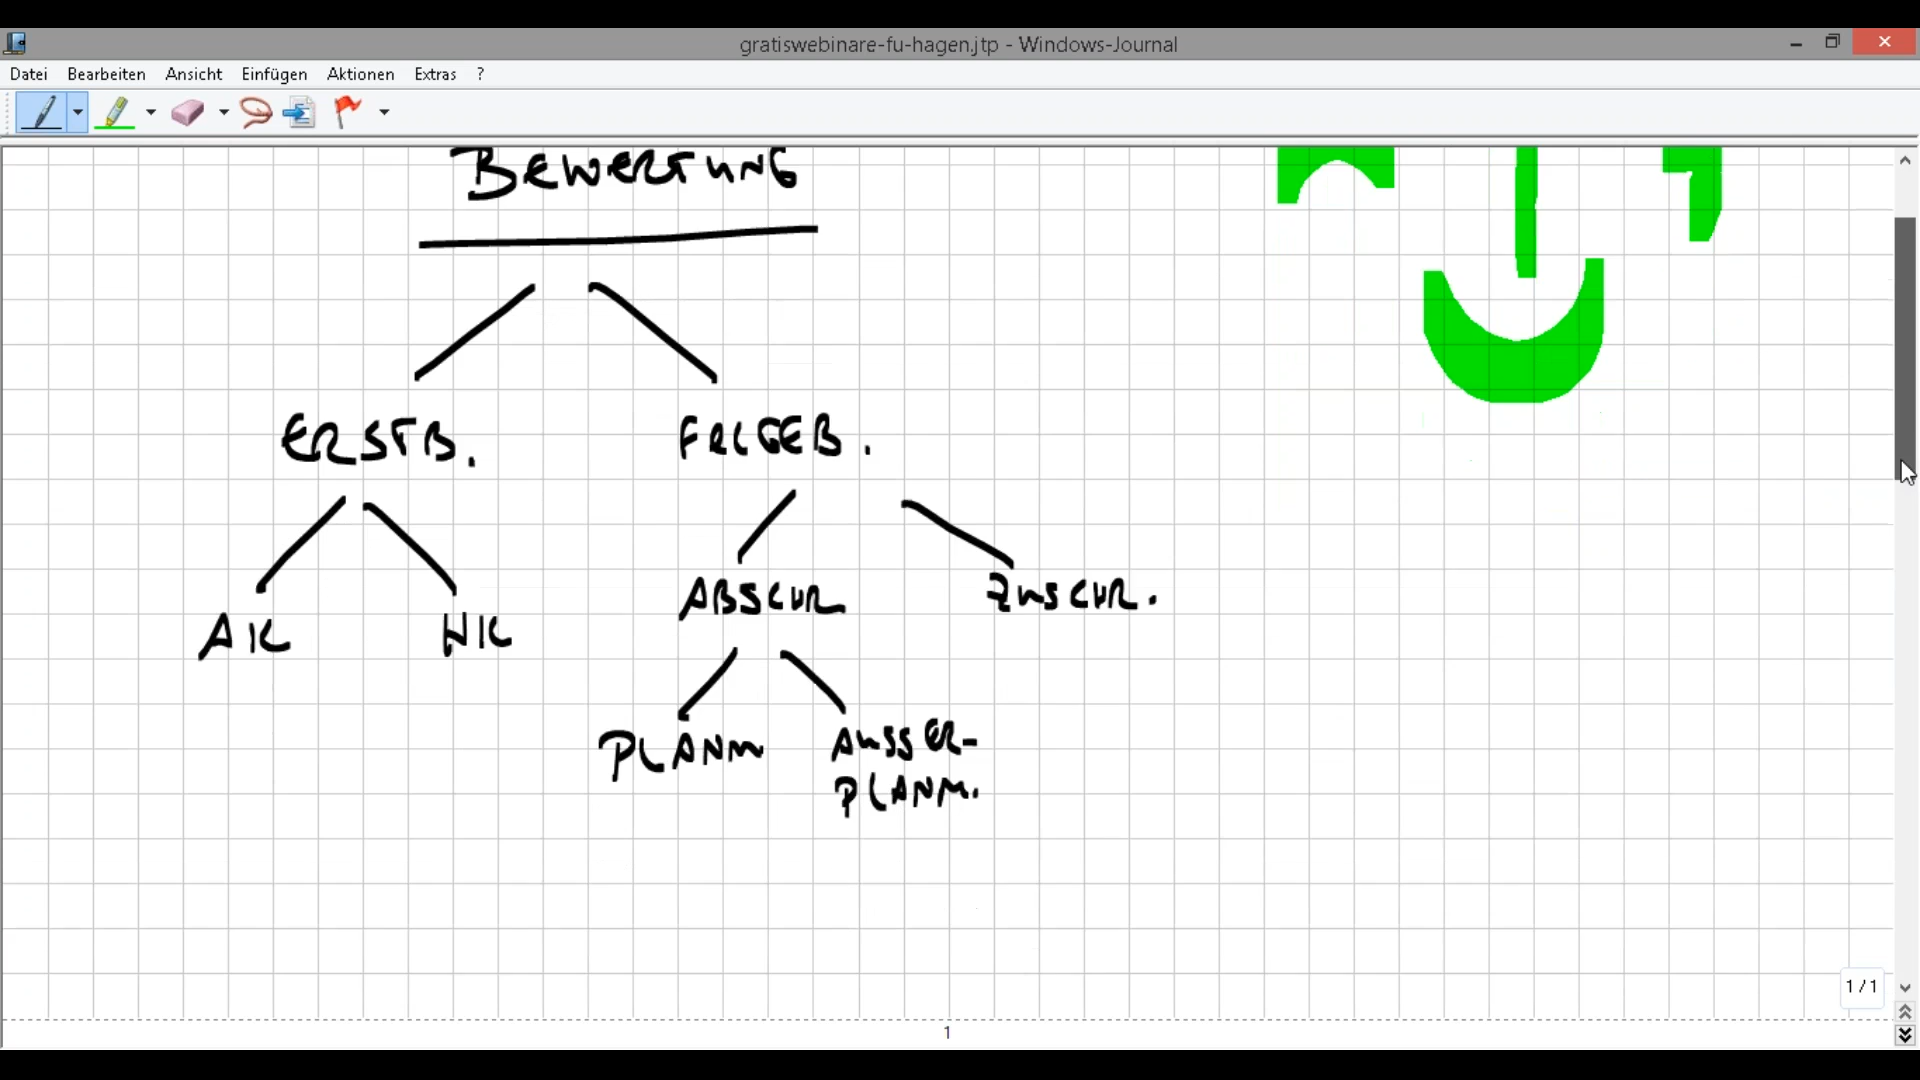 gratiswebinare-fu-hagen.jtp - Windows-Journal
Datei Bearbeiten Ansicht Einfügen Aktionen Extras ?
BEWERTUNG
ERSTB. FOLGEB.
ABSCHR ZUSCHR.
AK HK
PLANM AUSSER-
PLANM.
1/1
1